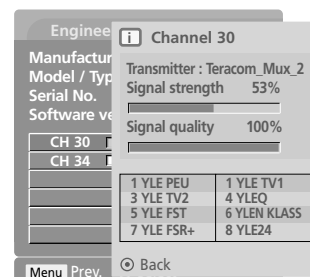 Enginee
Channel 30
Manufactur
Model / Typ
Serial No.
Software ve
Transmitter : Teracom_Mux_2
Signal strength 53%
Signal quality 100%
CH 30
CH 34
1 YLE PEU 1 YLE TV1
3 YLE TV2 4 YLEQ
5 YLE FST 6 YLEN KLASS
7 YLE FSR+ 8 YLE24
Back
Menu Prev.